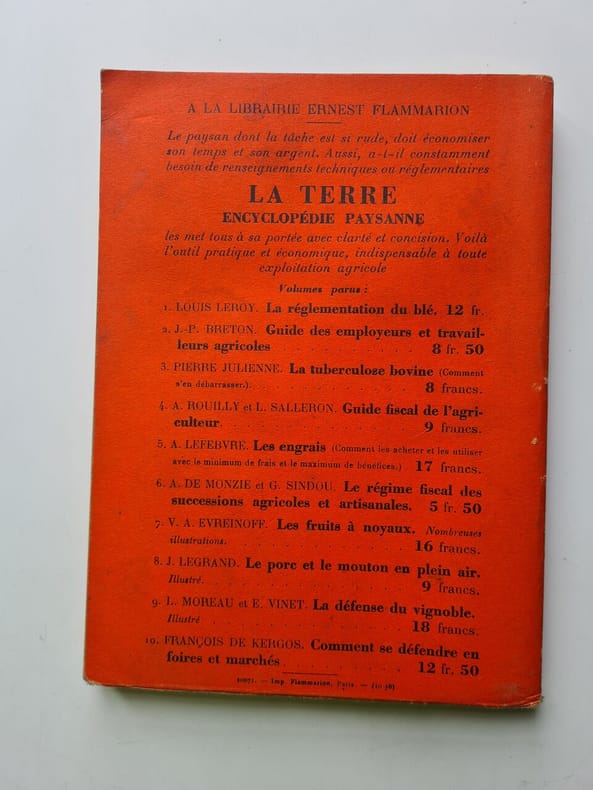 A LA LIBRAIRIE ERNEST FLAMMARION
Le paysan dont la tâche est si rude, doit économiser
son temps et son argent. Aussi, a-t-il constamment
besoin de renseignements techniques ou réglementaires
LA TERRE
ENCYCLOPÉDIE PAYSANNE
les met tous à sa portée avec clarté et concision. Voilà
l'outil pratique et économique, indispensable à toute
exploitation agricole
Volumes parus :
1. LOUIS LEROY. La réglementation du blé. 12 fr.
2. J.-P. BRETON. Guide des employeurs et travail-
leurs agricoles . . . . . . . . . . 8 fr. 50
3. PIERRE JULIENNE. La tuberculose bovine (Comment
s'en débarrasser.). . . . . . . . . . 8 francs.
4. A. ROUILLY et L. SALLERON. Guide fiscal de l'agri-
culteur. . . . . . . . . . . 9 francs.
5. A. LEFEBVRE. Les engrais (Comment les acheter et les utiliser
avec le minimum de frais et le maximum de bénéfices.) 17 francs.
6. A. DE MONZIE et G. SINDOU. Le régime fiscal des
successions agricoles et artisanales. 5 fr. 50
7. V. A. EVREINOFF. Les fruits à noyaux. Nombreuses
illustrations. . . . . . . . . . 16 francs.
8. J. LEGRAND. Le porc et le mouton en plein air.
Illustré. . . . . . . . . . . 9 francs.
9. L. MOREAU et E. VINET. La défense du vignoble.
Illustré . . . . . . . . . . 18 francs.
10. FRANÇOIS DE KERGOS. Comment se défendre en
foires et marchés . . . . . . . . 12 fr. 50
— Imp. Flammarion, Paris. —